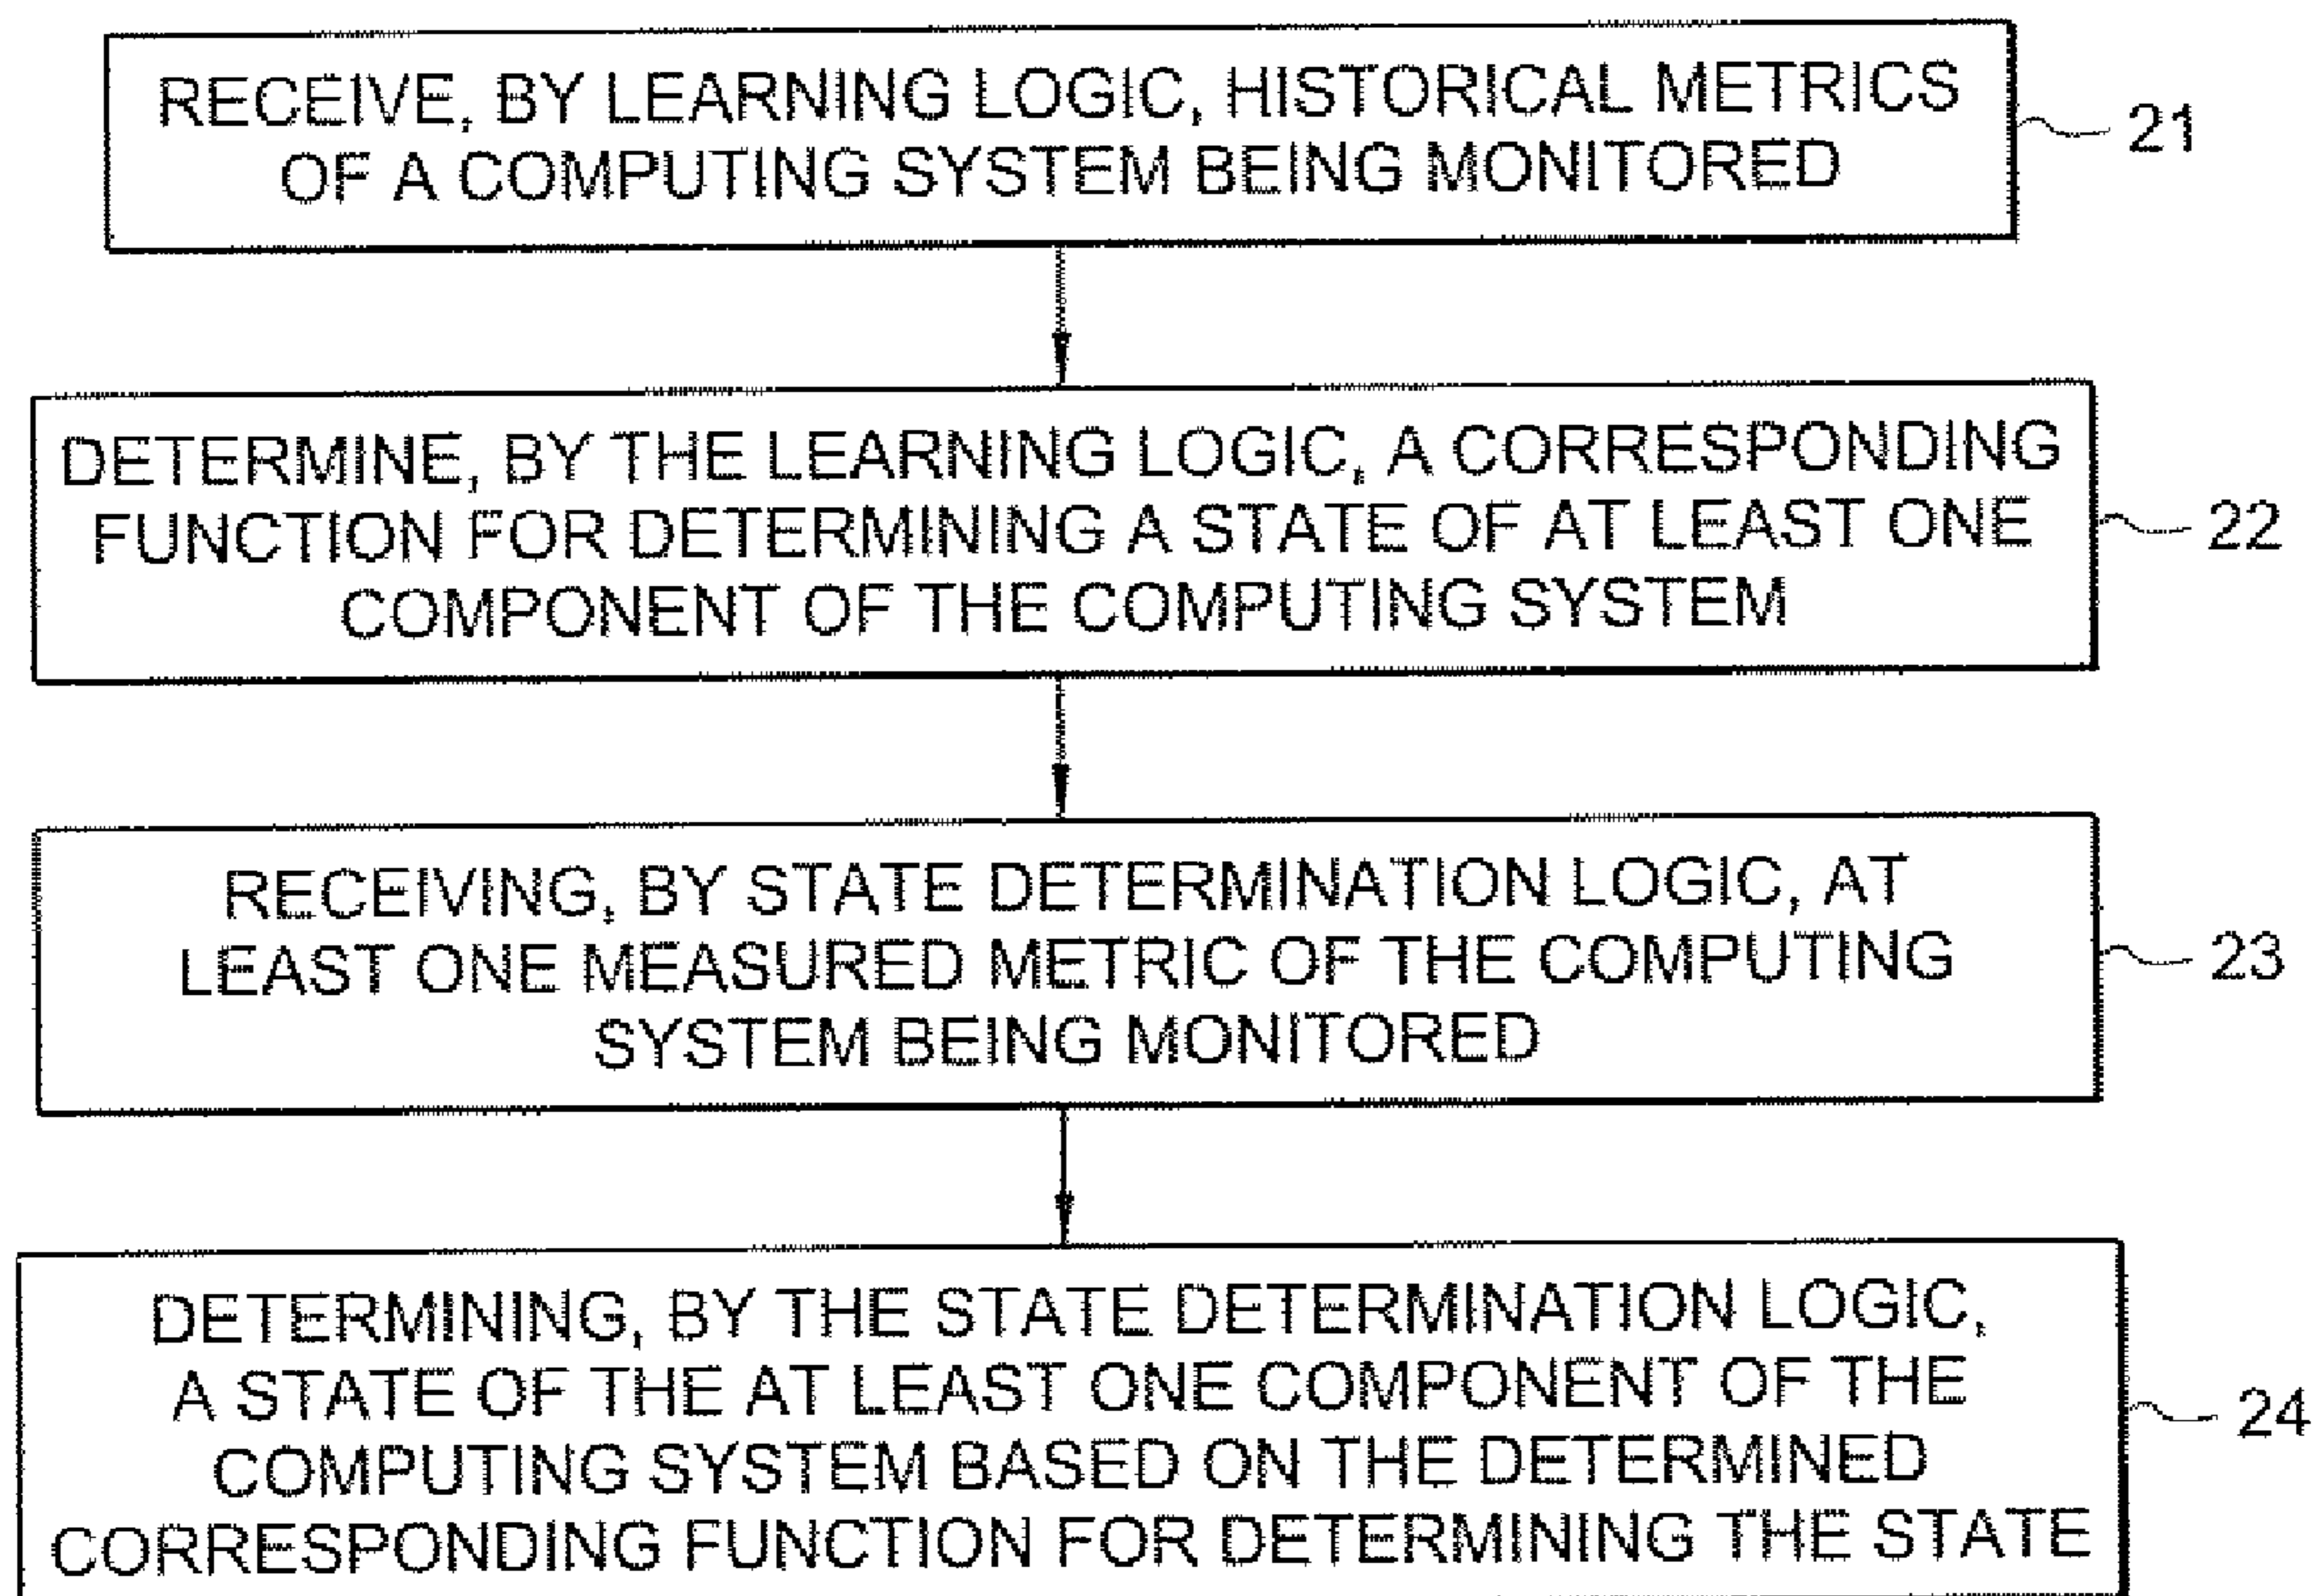 RECEIVE, BY LEARNING LOGIC, HISTORICAL METRICS
OF A COMPUTING SYSTEM BEING MONITORED
21
DETERMINE, BY THE LEARNING LOGIC, A CORRESPONDING
FUNCTION FOR DETERMINING A STATE OF AT LEAST ONE
COMPONENT OF THE COMPUTING SYSTEM
22
RECEIVING, BY STATE DETERMINATION LOGIC, AT
LEAST ONE MEASURED METRIC OF THE COMPUTING
SYSTEM BEING MONITORED
23
DETERMINING, BY THE STATE DETERMINATION LOGIC,
A STATE OF THE AT LEAST ONE COMPONENT OF THE
COMPUTING SYSTEM BASED ON THE DETERMINED
CORRESPONDING FUNCTION FOR DETERMINING THE STATE
24